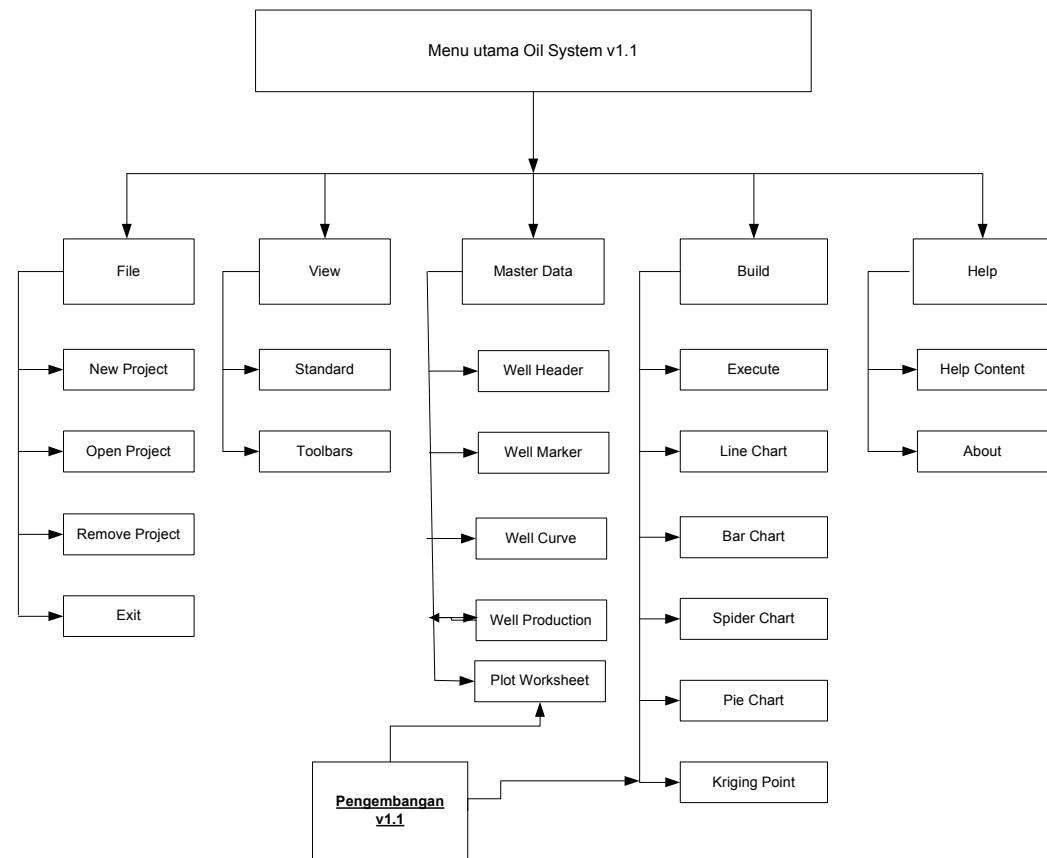 Menu utama Oil System v1.1
File
View
Master Data
Build
Help
New Project
Standard
Well Header
Execute
Help Content
Open Project
Toolbars
Well Marker
Line Chart
About
Remove Project
Well Curve
Bar Chart
Exit
Well Production
Spider Chart
Plot Worksheet
Pie Chart
Kriging Point
Pengembangan
v1.1